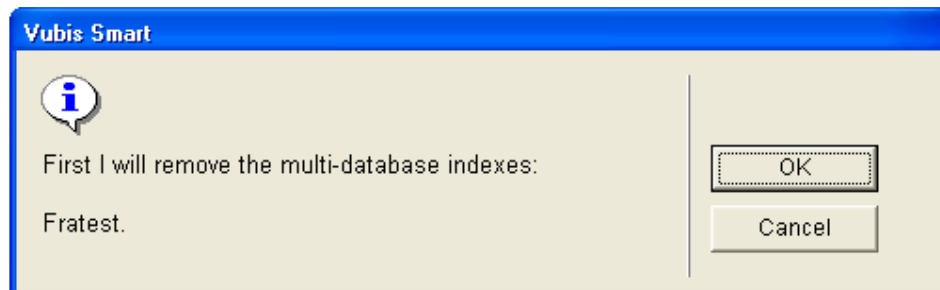 Vubis Smart
First I will remove the multi-database indexes:
Fratest.
OK
Cancel